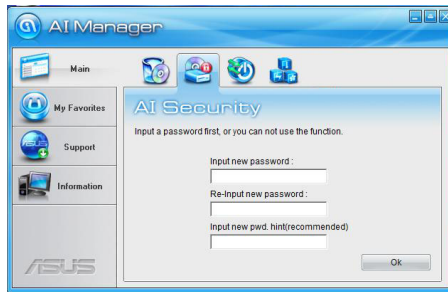 AI Manager
Main
My Favorites
Support
Information
ASUS
AI Security
Input a password first, or you can not use the function.
Input new password :
Re-Input new password :
Input new pwd. hint(recommended)
Ok